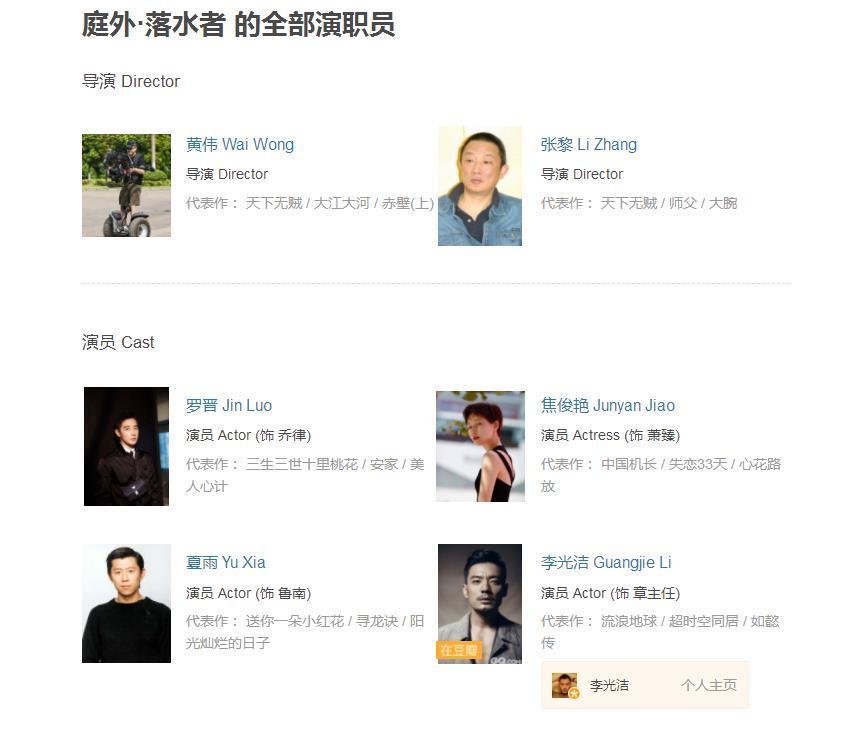 庭外·落水者 的全部演职员
导演 Director
黄伟 Wai Wong
导演 Director
代表作： 天下无贼 / 大江大河 / 赤壁(上)
张黎 Li Zhang
导演 Director
代表作： 天下无贼 / 师父 / 大腕
演员 Cast
罗晋 Jin Luo
演员 Actor (饰 乔律)
代表作： 三生三世十里桃花 / 安家 / 美
人心计
焦俊艳 Junyan Jiao
演员 Actress (饰 萧臻)
代表作： 中国机长 / 失恋33天 / 心花路
放
夏雨 Yu Xia
演员 Actor (饰 鲁南)
代表作： 送你一朵小红花 / 寻龙诀 / 阳
光灿烂的日子
李光洁 Guangjie Li
演员 Actor (饰 章主任)
代表作： 流浪地球 / 超时空同居 / 如懿
传
在豆瓣
李光洁
个人主页